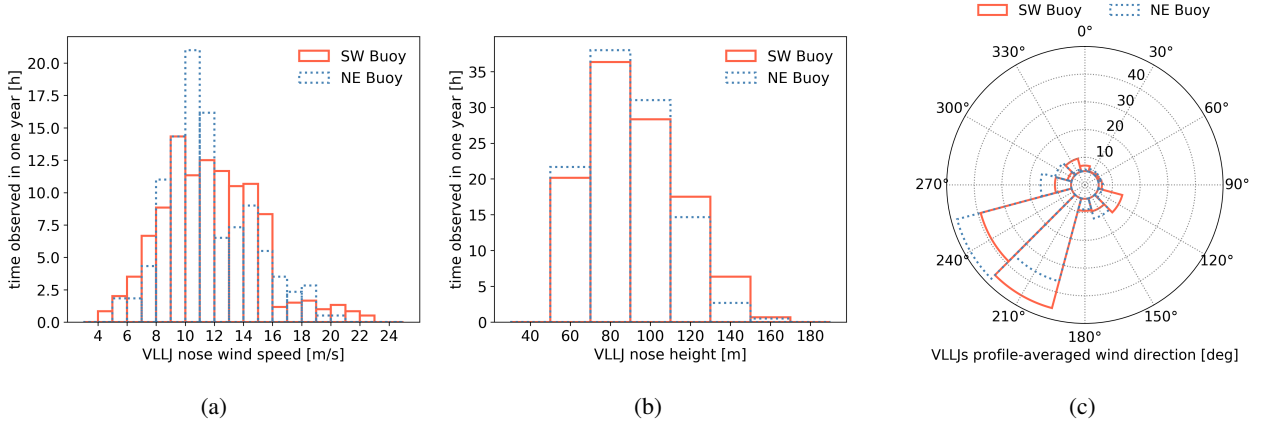 SW Buoy
NE Buoy
time observed in one year [h]
20.0
17.5
15.0
12.5
10.0
7.5
5.0
2.5
0.0
4 6 8 10 12 14 16 18 20 22 24
VLLJ nose wind speed [m/s]
(a)
SW Buoy
NE Buoy
time observed in one year [h]
35
30
25
20
15
10
5
0
40 60 80 100 120 140 160 180
VLLJ nose height [m]
(b)
SW Buoy NE Buoy
0°
330° 30°
40
300° 30 60°
20
10
270° 90°
240° 120°
210° 150°
180°
VLLJs profile-averaged wind direction [deg]
(c)